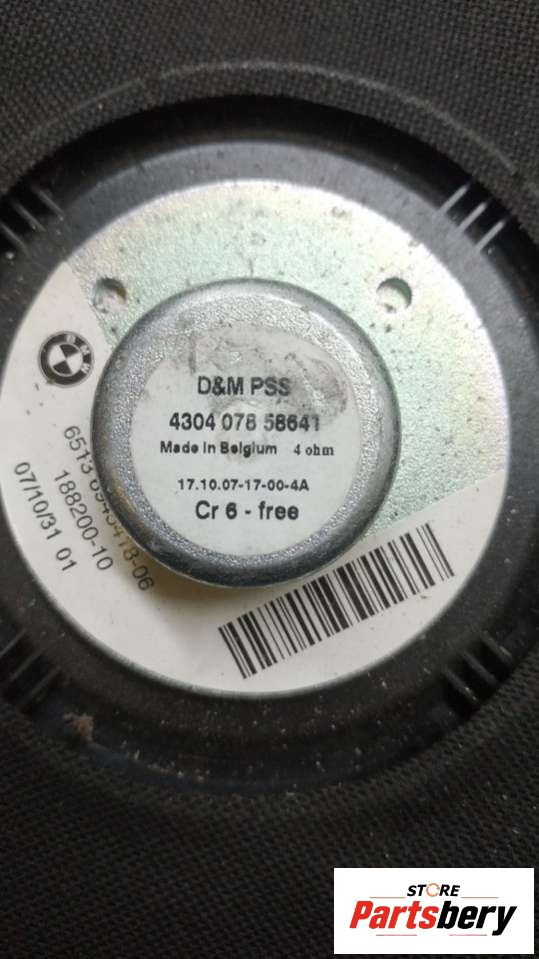 BMW
D&M PSS
4304 078 58641
Made in Belgium 4 ohm
17.10.07-17-00-4A
Cr 6 - free
188200-10
07/10/31 01
STORE
Partsbery